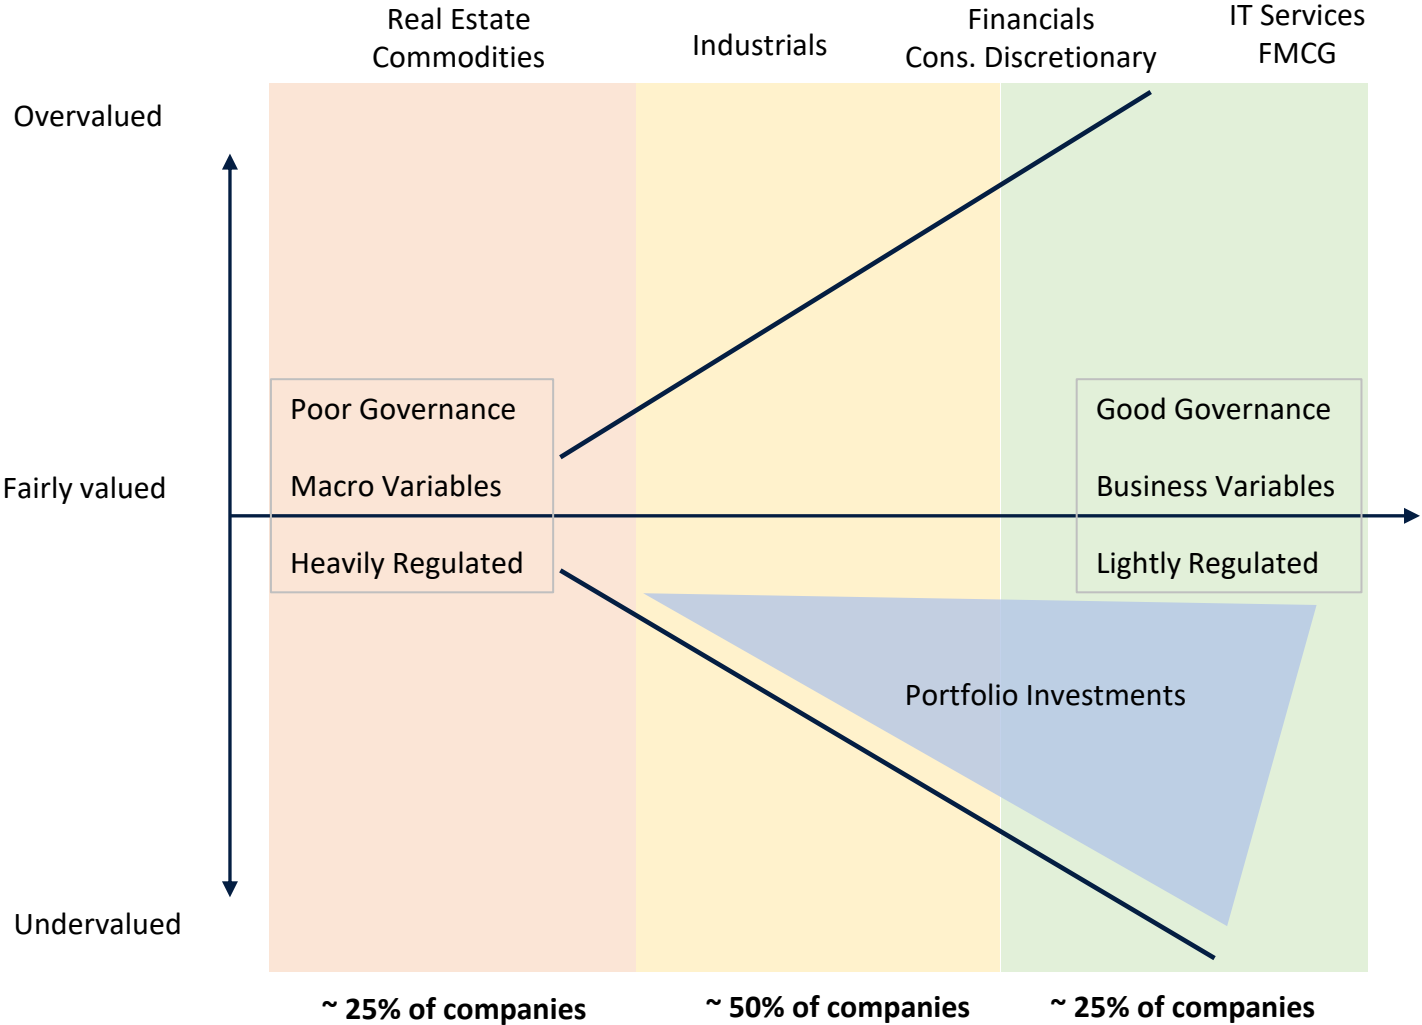 Real Estate
Commodities
Industrials
Financials
Cons. Discretionary
IT Services
FMCG
Overvalued
Poor Governance
Good Governance
Fairly valued
Macro Variables
Business Variables
Heavily Regulated
Lightly Regulated
Portfolio Investments
Undervalued
~ 25% of companies
~ 50% of companies
~ 25% of companies